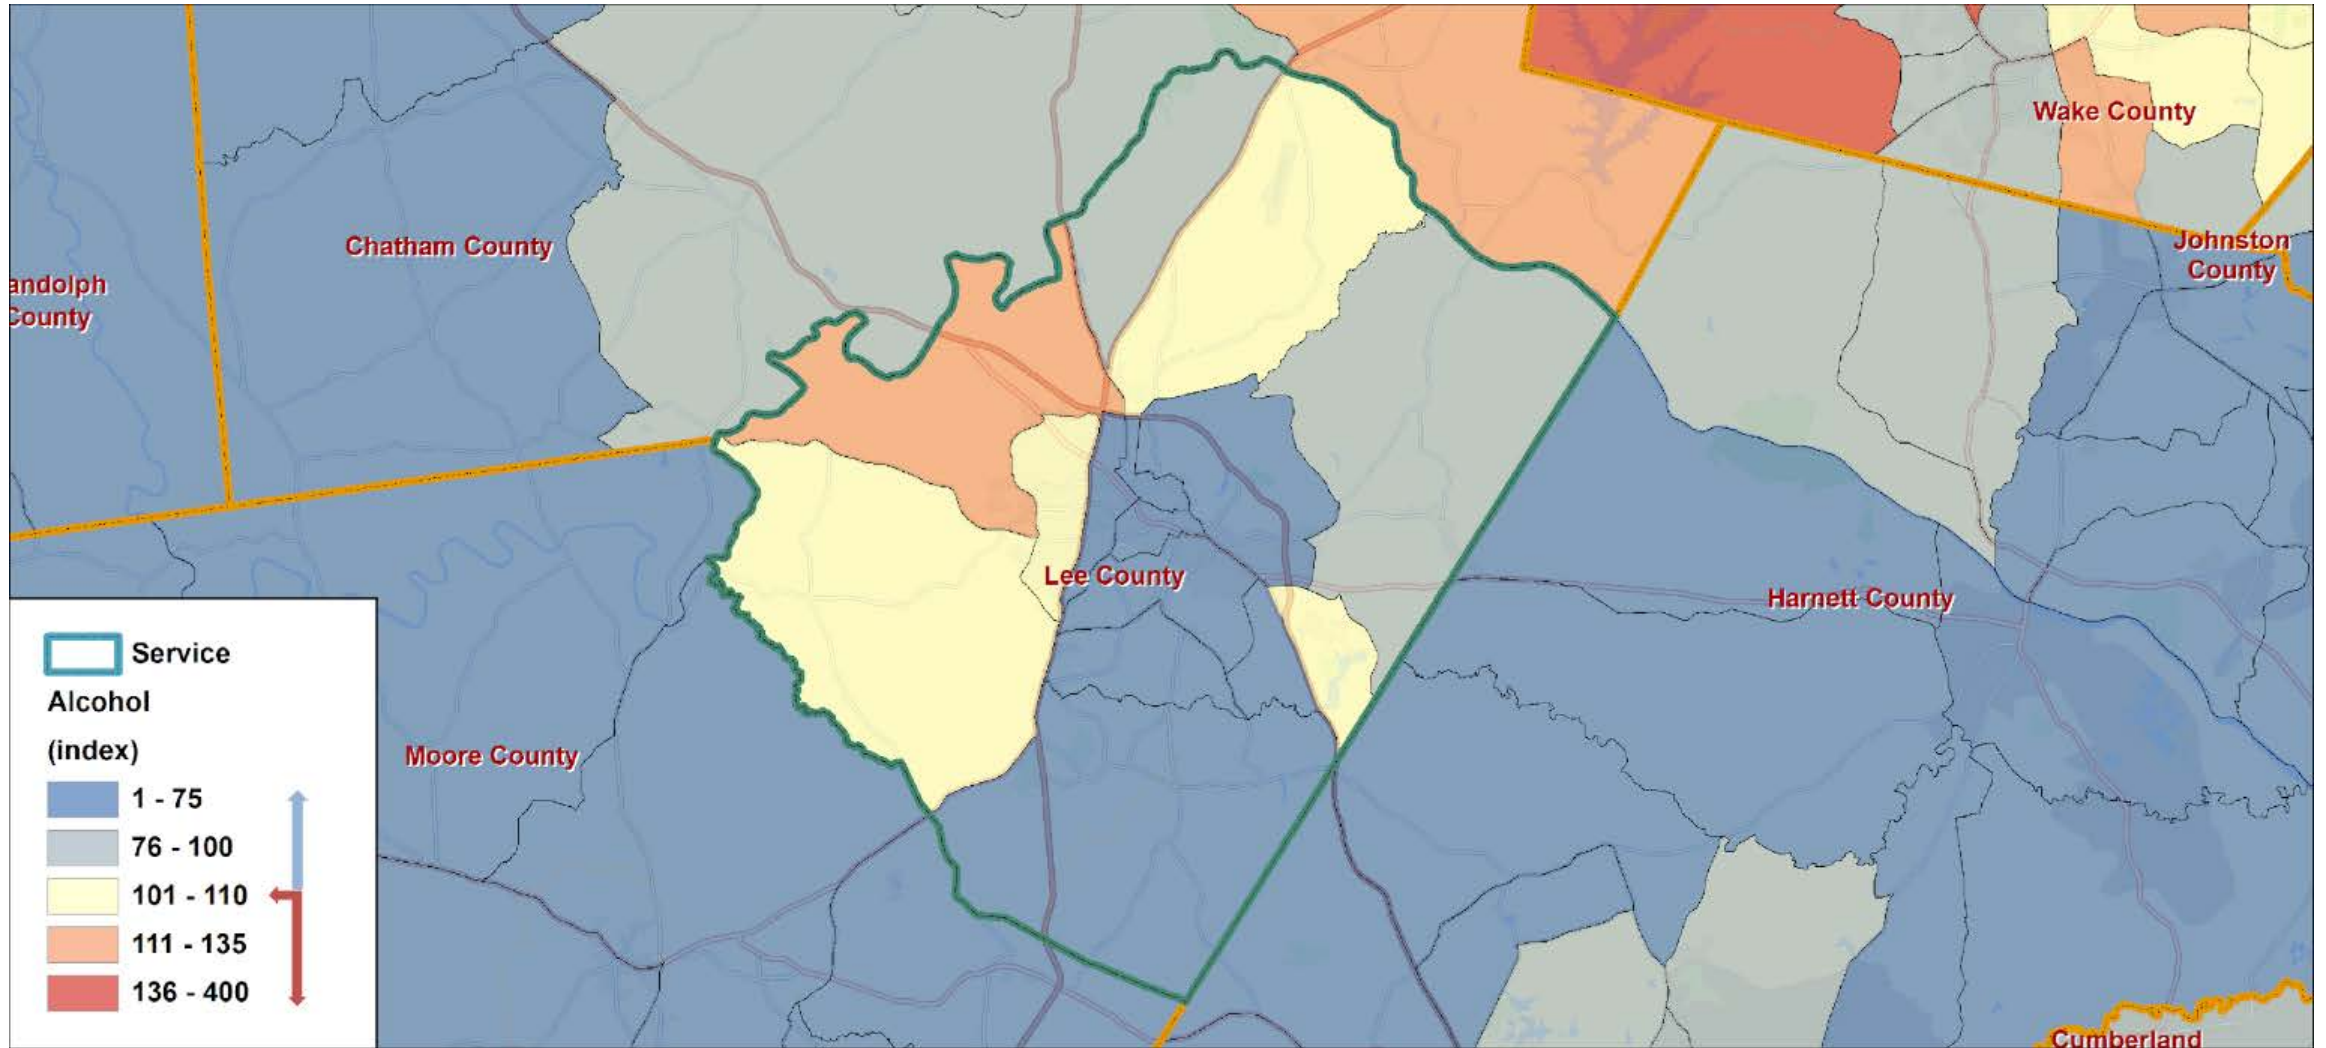 Wake County
Chatham County
Johnston
County
andolph
County
Lee County
Harnett County
Moore County
Service
Alcohol
(index)
1 - 75
76 - 100
101 - 110
111 - 135
136 - 400
Cumberland